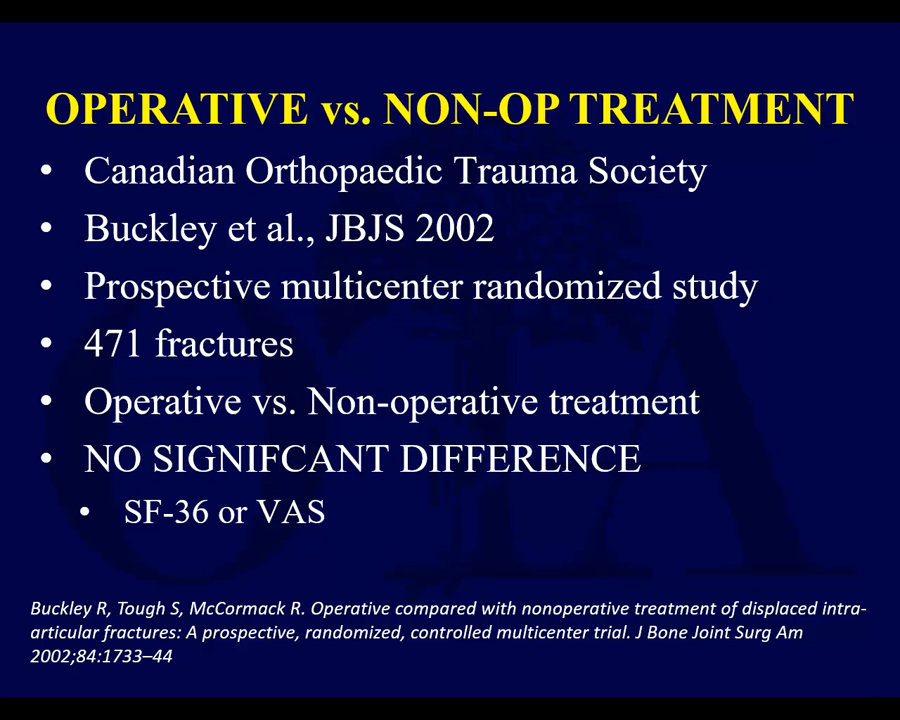 OPERATIVE vs. NON-OP TREATMENT
• Canadian Orthopaedic Trauma Society
• Buckley et al., JBJS 2002
• Prospective multicenter randomized study
• 471 fractures
• Operative vs. Non-operative treatment
• NO SIGNIFCANT DIFFERENCE
• SF-36 or VAS
Buckley R, Tough S, McCormack R. Operative compared with nonoperative treatment of displaced intra-
articular fractures: A prospective, randomized, controlled multicenter trial. J Bone Joint Surg Am
2002;84:1733–44
OTA